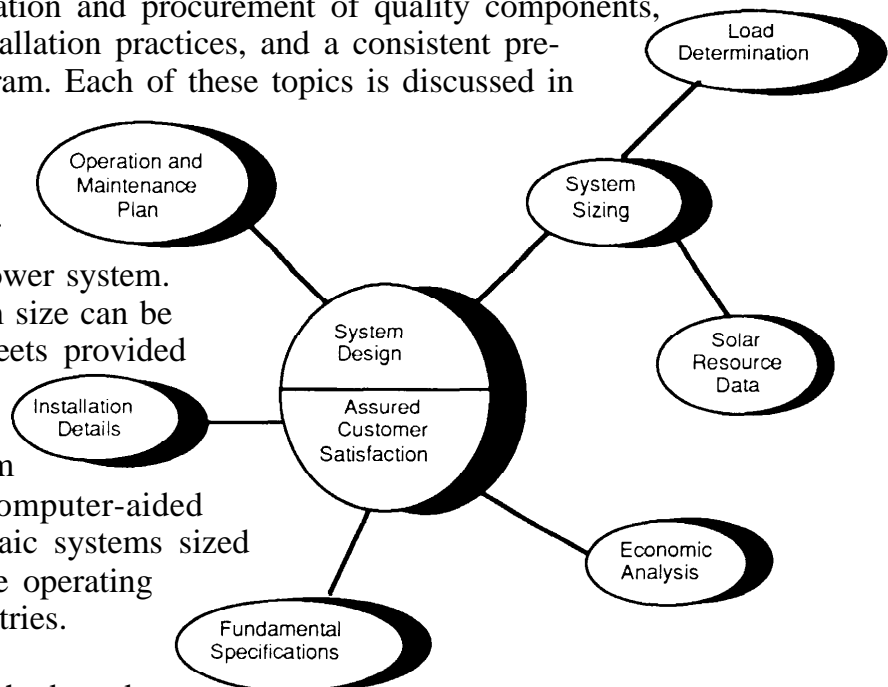 ation and procurement of quality components,
allation practices, and a consistent pre-
ram. Each of these topics is discussed in
ower system.
n size can be
eets provided
m
omputer-aided
aic systems sized
e operating
tries.
Load
Determination
Operation and
Maintenance
Plan
System
Sizing
Solar
Resource
Data
System
Design
Assured
Customer
Satisfaction
Installation
Details
Economic
Analysis
Fundamental
Specifications